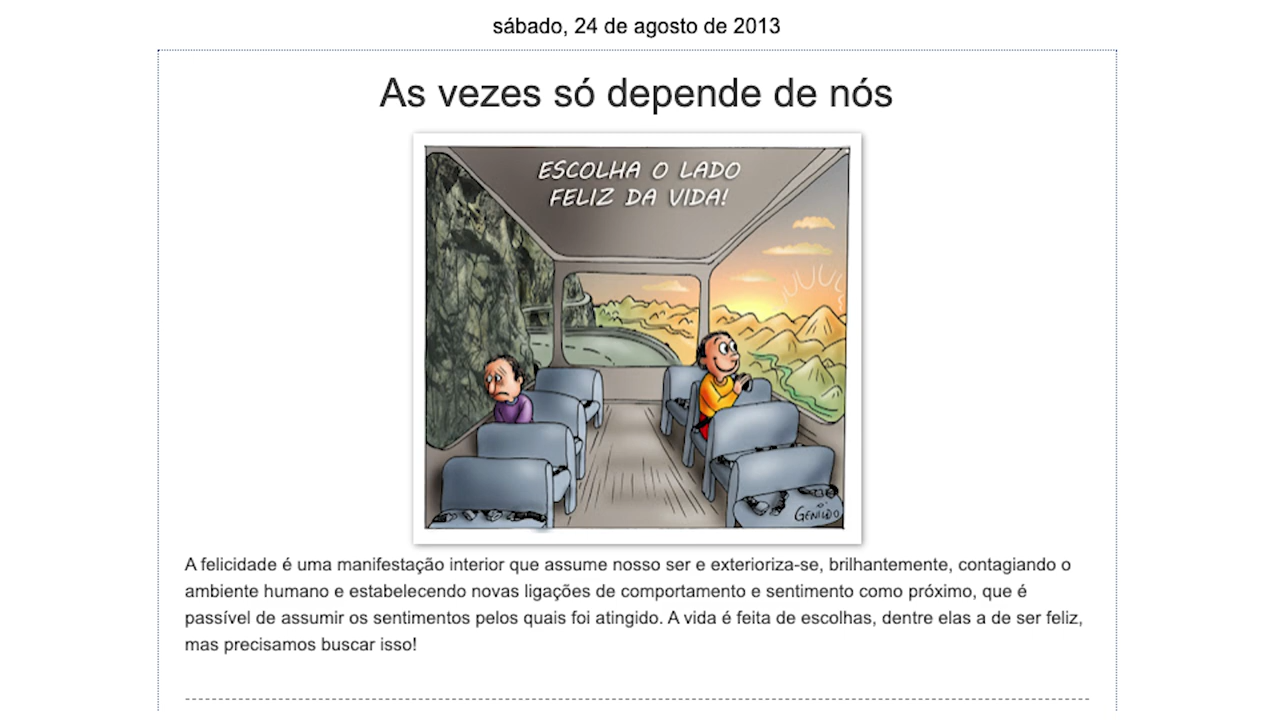 sábado, 24 de agosto de 2013
As vezes só depende de nós
ESCOLHA O LADO
FELIZ DA VIDA!
GENILDO
A felicidade é uma manifestação interior que assume nosso ser e exterioriza-se, brilhantemente, contagiando o
ambiente humano e estabelecendo novas ligações de comportamento e sentimento como próximo, que é
passível de assumir os sentimentos pelos quais foi atingido. A vida é feita de escolhas, dentre elas a de ser feliz,
mas precisamos buscar isso!